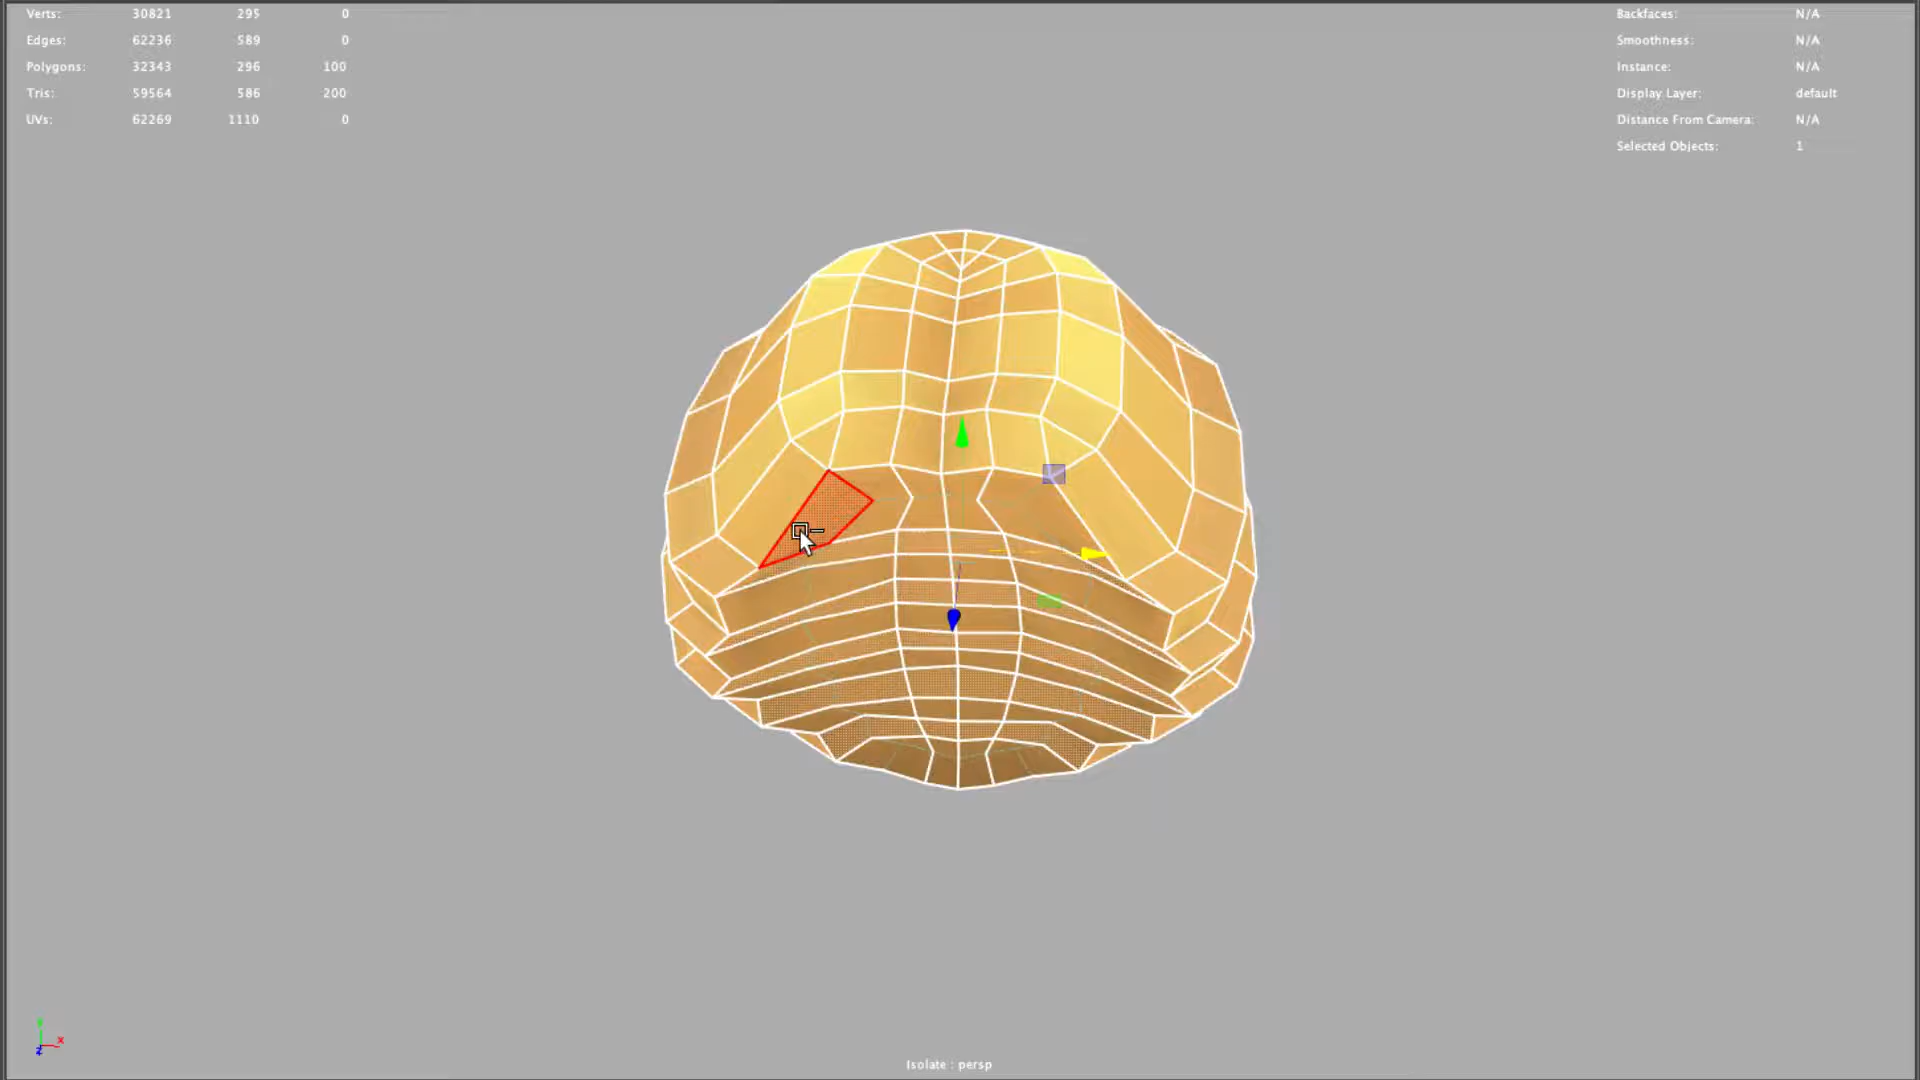 Verts: 30821 295 0
Edges: 62236 589 0
Polygons: 32343 296 100
Tris: 59564 586 200
UVs: 62269 1110 0
Backfaces: N/A
Smoothness: N/A
Instance: N/A
Display Layer: default
Distance From Camera: N/A
Selected Objects: 1
x
z
Isolate : persp